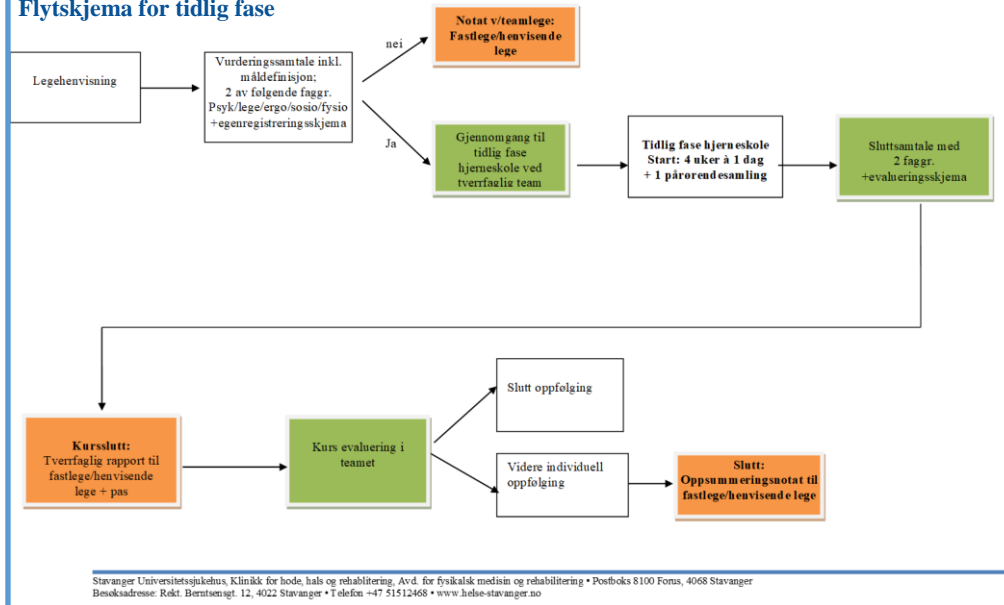 Flytskjema for tidlig fase
Legehenvisning
Vurderingssamtale inkl.
måldefinisjon;
2 av følgende faggr.
Psyk/lege/ergo/sosio/fysio
+egenregistreringsskjema
nei
Ja
Notat v/teamlege:
Fastlege/henvisende
lege
Gjennomgang til
tidlig fase
hjerneskole ved
tverrfaglig team
Tidlig fase hjerneskole
Start: 4 uker à 1 dag
+ 1 pårørendesamling
Sluttsamtale med
2 faggr.
+evalueringsskjema
Kursslutt:
Tverrfaglig rapport til
fastlege/henvisende
lege + pas
Kurs evaluering i
teamet
Slutt oppfølging
Videre individuell
oppfølging
Slutt:
Oppsummeringsnotat til
fastlege/henvisende lege
Stavanger Universitetssjukehus, Klinikk for hode, hals og rehablitering, Avd. for fysikalsk medisin og rehabilitering • Postboks 8100 Forus, 4068 Stavanger
Besøksadresse: Rekt. Berntsensgt. 12, 4022 Stavanger • Telefon +47 51512468 • www.helse-stavanger.no